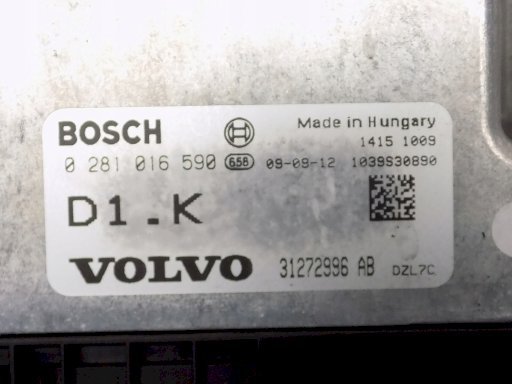 BOSCH Made in Hungary
1415 1009
0 281 016 590 658 09-09-12 1039S30890
D1.K
VOLVO 31272996 AB DZL7C